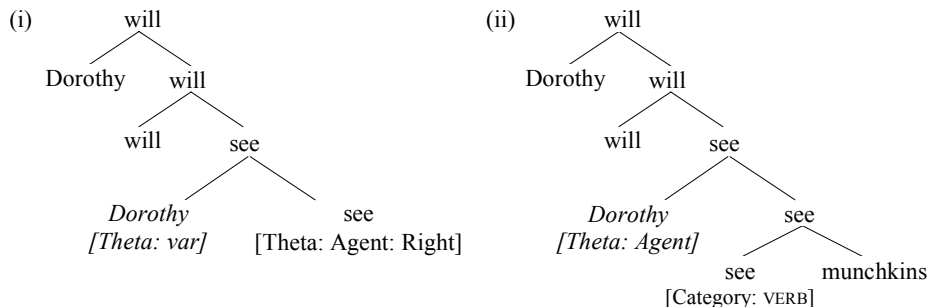 (i) will (ii) will
Dorothy will Dorothy will
will see will see
Dorothy see Dorothy see
[Theta: var] [Theta: Agent: Right] [Theta: Agent]
see munchkins
[Category: VERB]